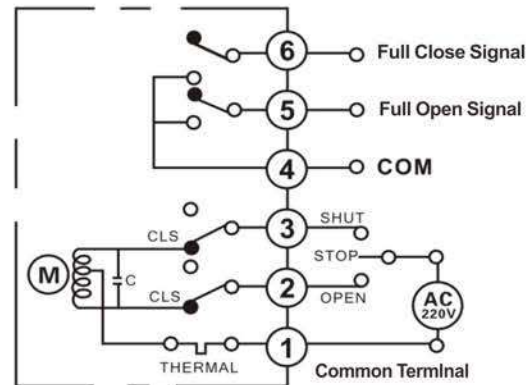 6 Full Close Signal
5 Full Open Signal
4 COM
3 SHUT
CLS
STOP
M
C
AC
220V
CLS
2 OPEN
1
THERMAL
Common Terminal